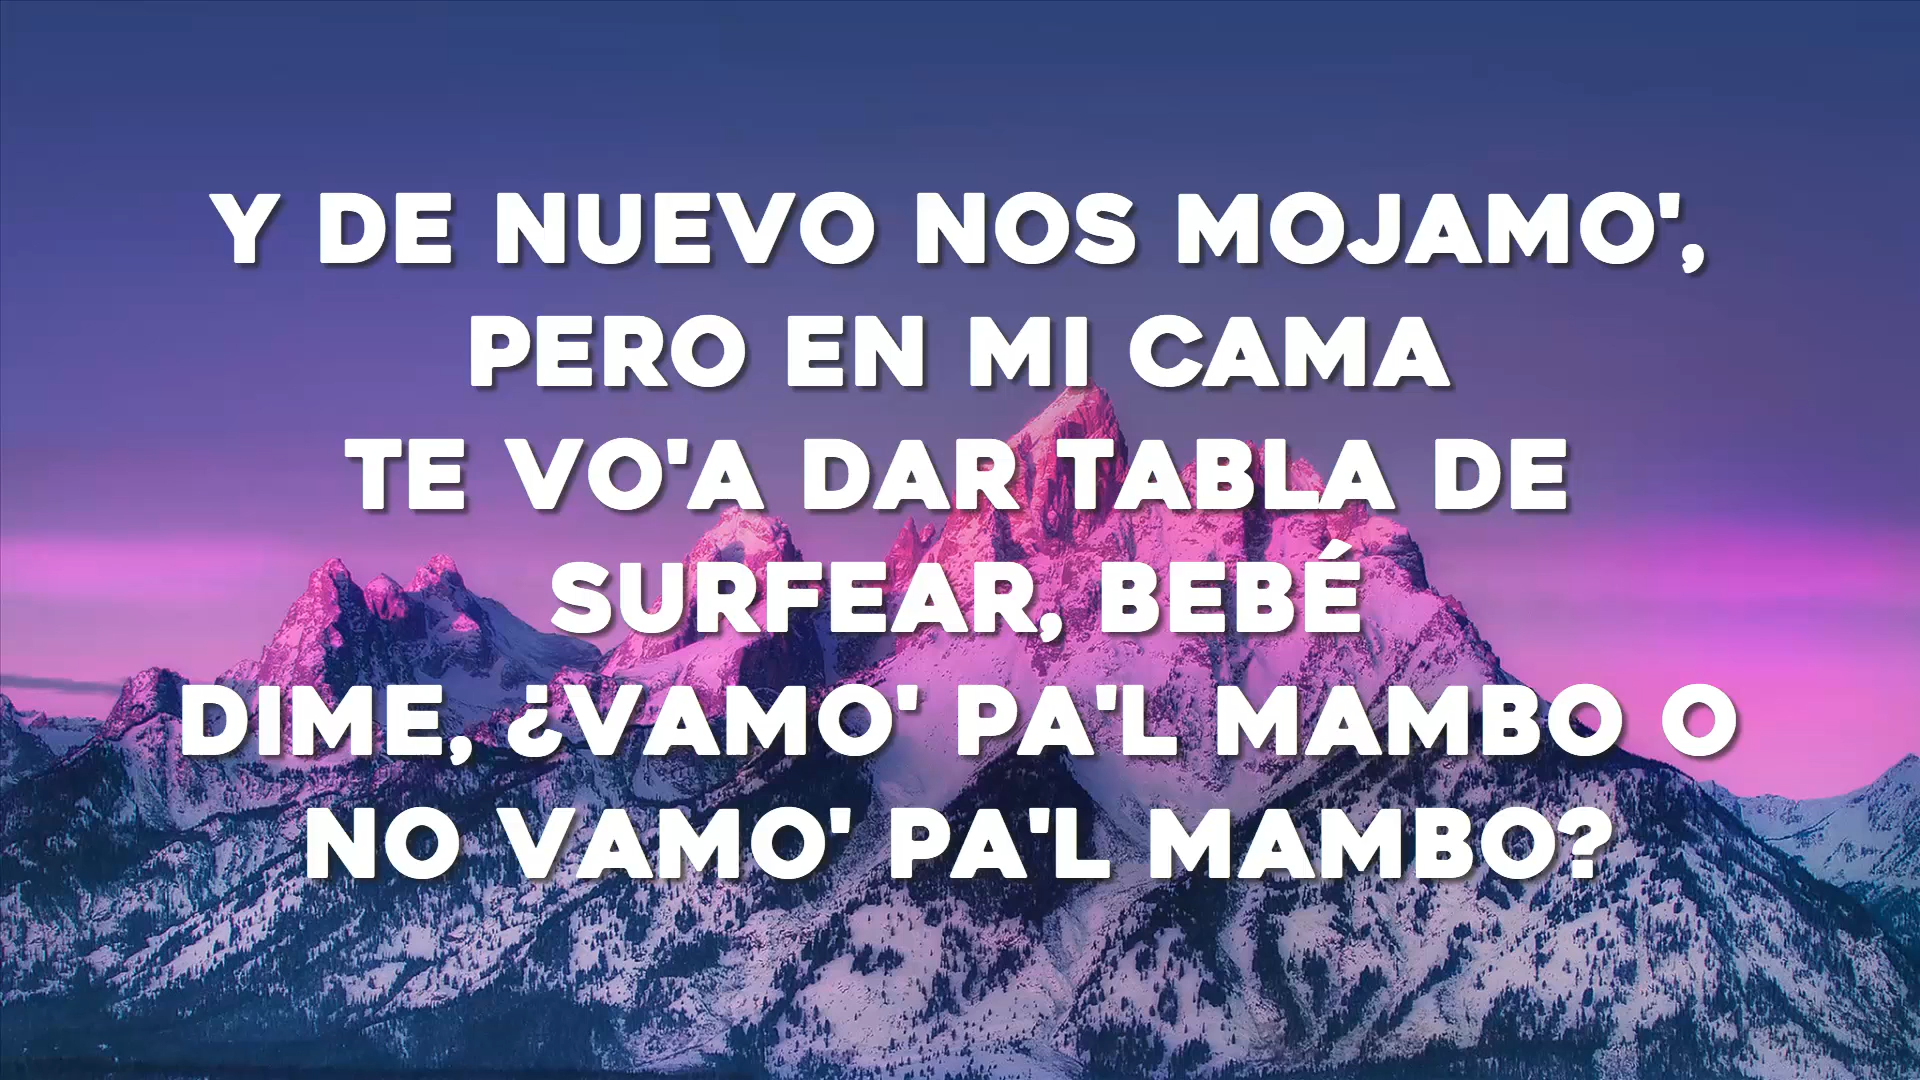 Y DE NUEVO NOS MOJAMO',
PERO EN MI CAMA
TE VO'A DAR TABLA DE
SURFEAR, BEBÉ
DIME, ¿VAMO' PA'L MAMBO O
NO VAMO' PA'L MAMBO?